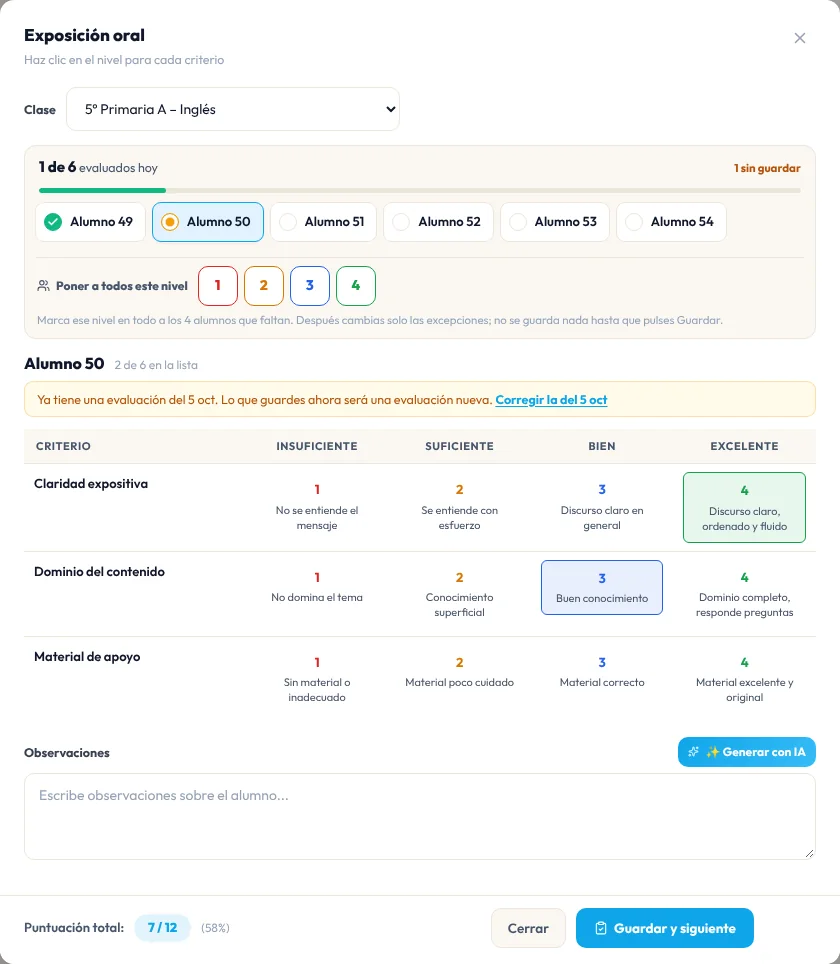 Exposición oral
Haz clic en el nivel para cada criterio
Clase
5º Primaria A – Inglés
1 de 6 evaluados hoy
1 sin guardar
Alumno 49
Alumno 50
Alumno 51
Alumno 52
Alumno 53
Alumno 54
Poner a todos este nivel
1
2
3
4
Marca ese nivel en todo a los 4 alumnos que faltan. Después cambias solo las excepciones; no se guarda nada hasta que pulses Guardar.
Alumno 50 2 de 6 en la lista
Ya tiene una evaluación del 5 oct. Lo que guardes ahora será una evaluación nueva. Corregir la del 5 oct
CRITERIO INSUFICIENTE SUFICIENTE BIEN EXCELENTE
Claridad expositiva
1
No se entiende el
mensaje
2
Se entiende con
esfuerzo
3
Discurso claro en
general
4
Discurso claro,
ordenado y fluido
Dominio del contenido
1
No domina el tema
2
Conocimiento
superficial
3
Buen conocimiento
4
Dominio completo,
responde preguntas
Material de apoyo
1
Sin material o
inadecuado
2
Material poco cuidado
3
Material correcto
4
Material excelente y
original
Observaciones
✨ Generar con IA
Escribe observaciones sobre el alumno...
Puntuación total: 7 / 12 (58%)
Cerrar
Guardar y siguiente